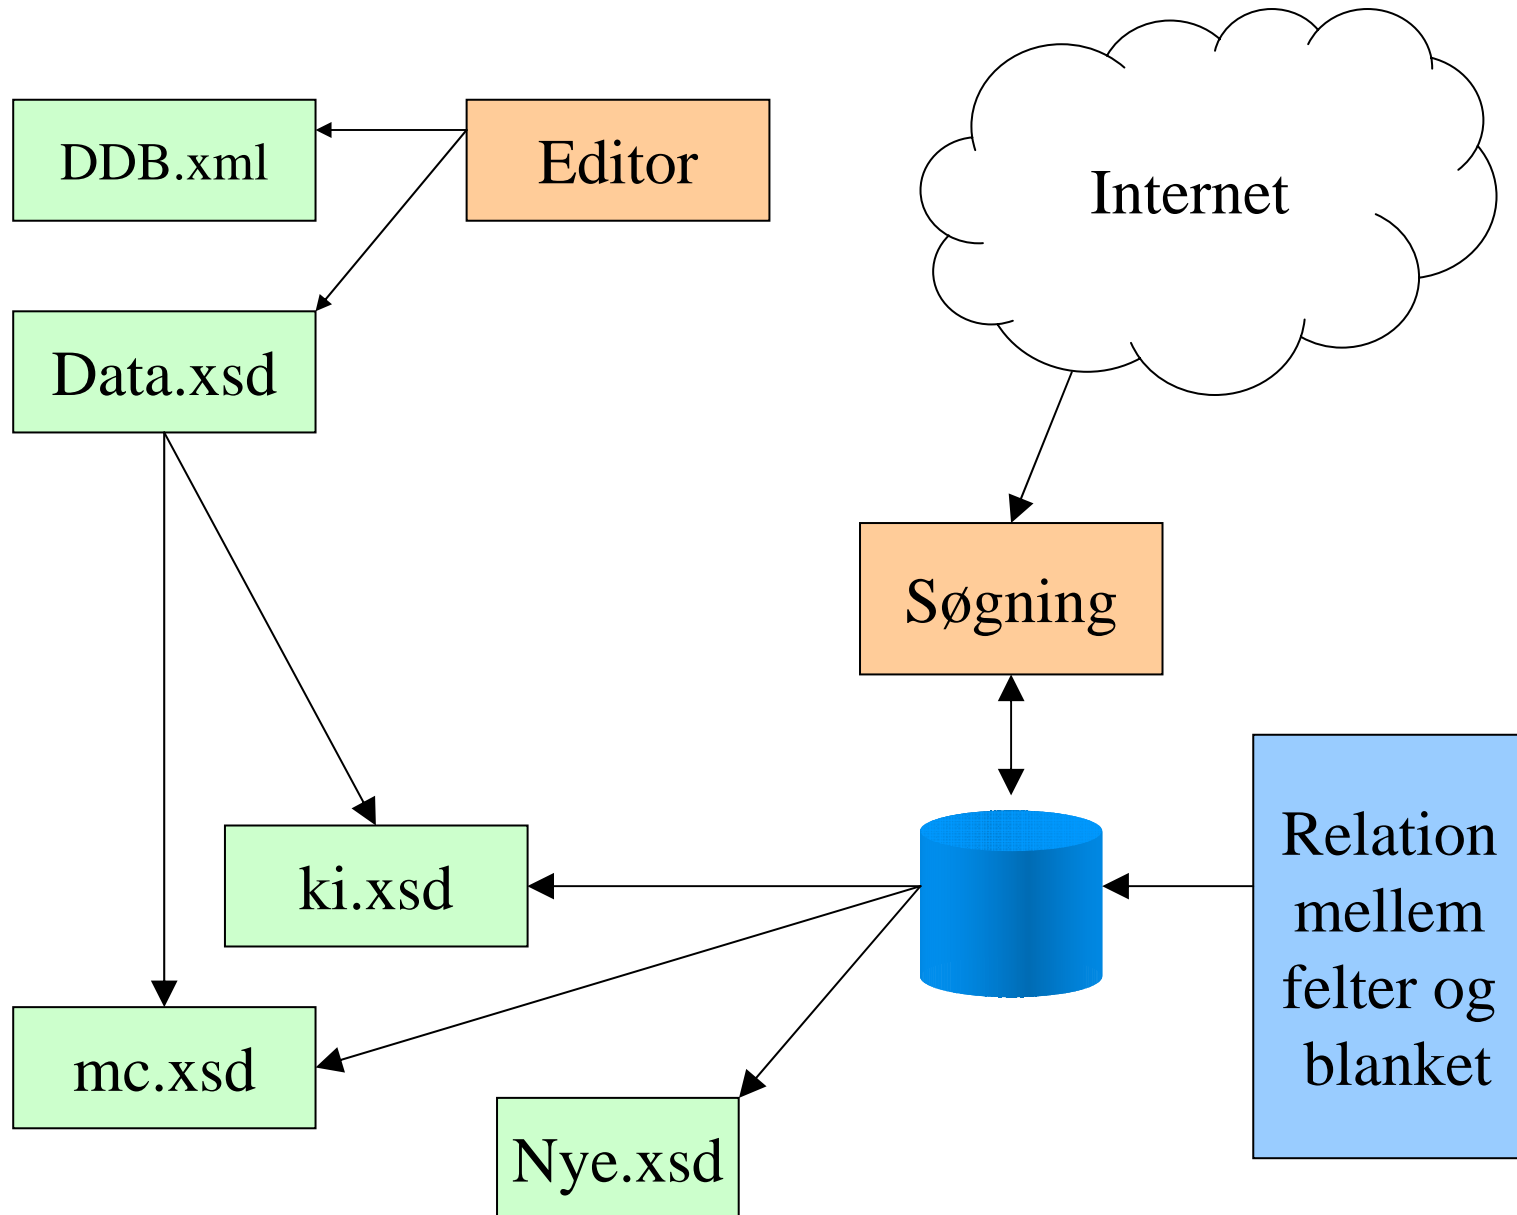 DDB.xml
Editor
Internet
Data.xsd
Søgning
ki.xsd
Relation
mellem
felter og
blanket
mc.xsd
Nye.xsd